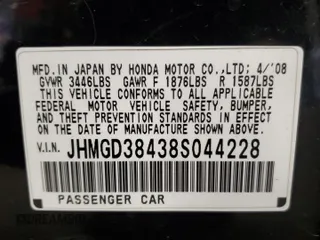 MFD.IN JAPAN BY HONDA MOTOR CO.,LTD; 4/'08
GVWR 3446LBS GAWR F 1876LBS R 1587LBS
THIS VEHICLE CONFORMS TO ALL APPLICABLE
FEDERAL MOTOR VEHICLE SAFETY, BUMPER,
AND THEFT PREVENTION STANDARDS IN EFFECT
ON THE DATE OF MANUFACTURE SHOWN ABOVE.
V.I.N. JHMGD38438S044228
PASSENGER CAR